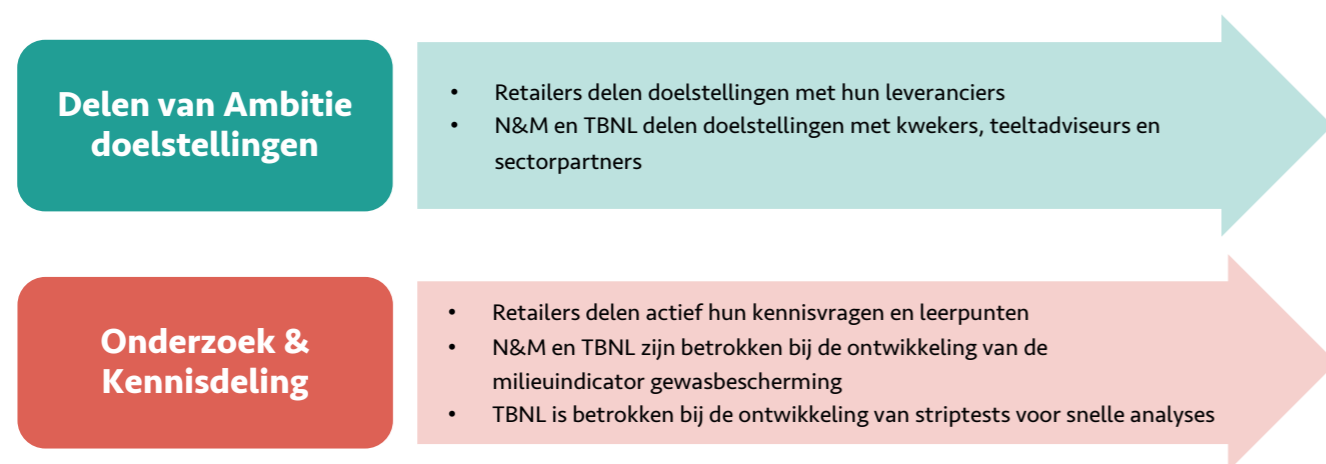 Delen van Ambitie
doelstellingen
• Retailers delen doelstellingen met hun leveranciers
• N&M en TBNL delen doelstellingen met kwekers, teeltadviseurs en
sectorpartners
Onderzoek &
Kennisdeling
• Retailers delen actief hun kennisvragen en leerpunten
• N&M en TBNL zijn betrokken bij de ontwikkeling van de
milieuindicator gewasbescherming
• TBNL is betrokken bij de ontwikkeling van striptests voor snelle analyses